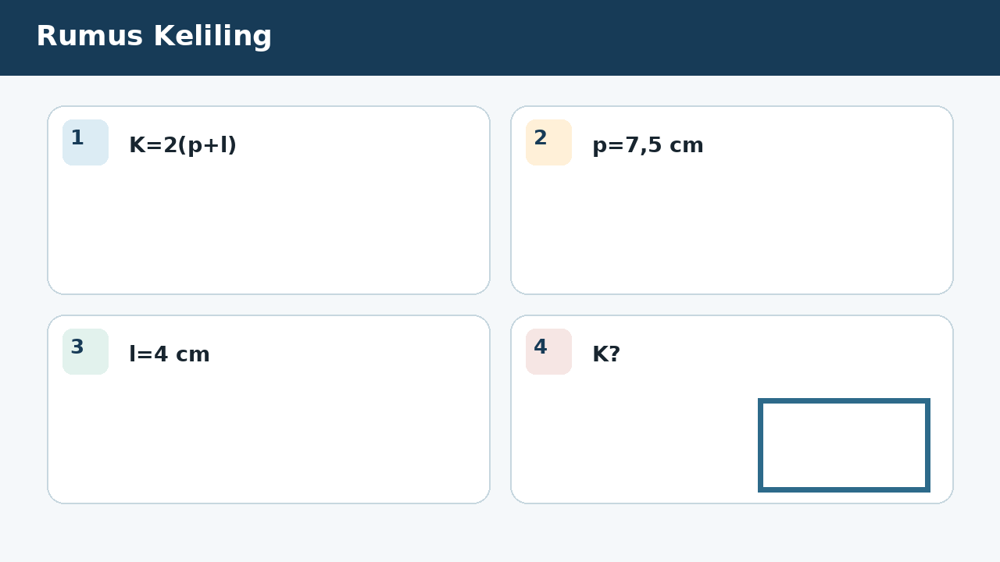 Rumus Keliling
1
K=2(p+l)
2
p=7,5 cm
3
l=4 cm
4
K?